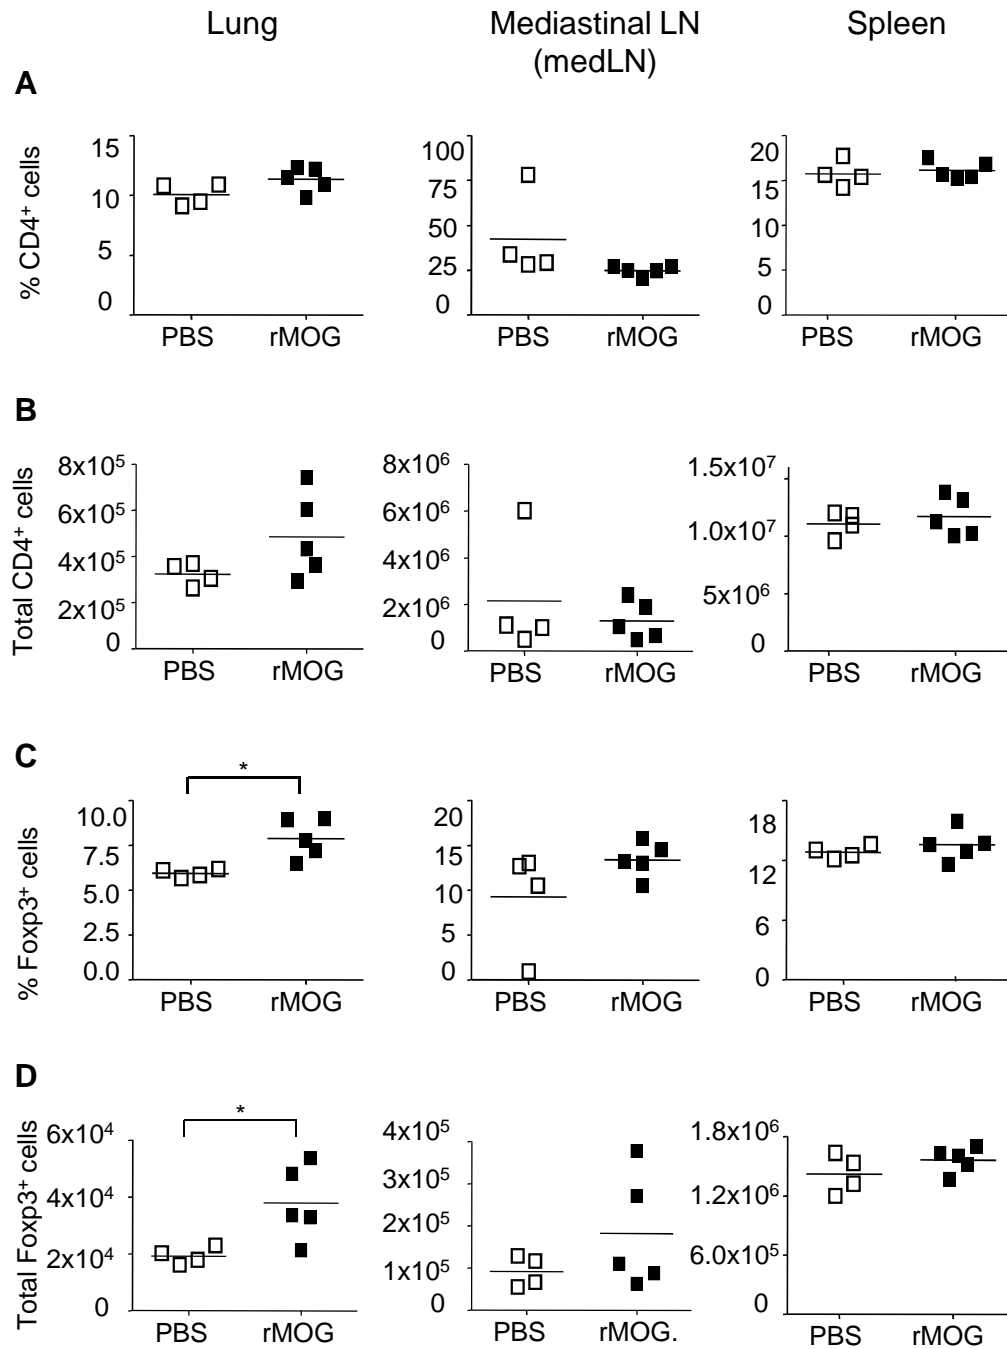 Lung Mediastinal LN Spleen
(medLN)
A
% CD4⁺ cells
15 10 5 0
PBS rMOG
100 75 50 25 0
PBS rMOG
20 15 10 5 0
PBS rMOG
B
Total CD4⁺ cells
8x10⁵ 6x10⁵ 4x10⁵ 2x10⁵ 0
PBS rMOG
8x10⁶ 6x10⁶ 4x10⁶ 2x10⁶ 0
PBS rMOG
1.5x10⁷ 1.0x10⁷ 5x10⁶ 0
PBS rMOG
C
% Foxp3⁺ cells
*
10.0 7.5 5.0 2.5 0.0
PBS rMOG
20 15 10 5 0
PBS rMOG
18 12 6 0
PBS rMOG
D
Total Foxp3⁺ cells
*
6x10⁴ 4x10⁴ 2x10⁴ 0
PBS rMOG
4x10⁵ 3x10⁵ 2x10⁵ 1x10⁵ 0
PBS rMOG.
1.8x10⁶ 1.2x10⁶ 6.0x10⁵ 0
PBS rMOG